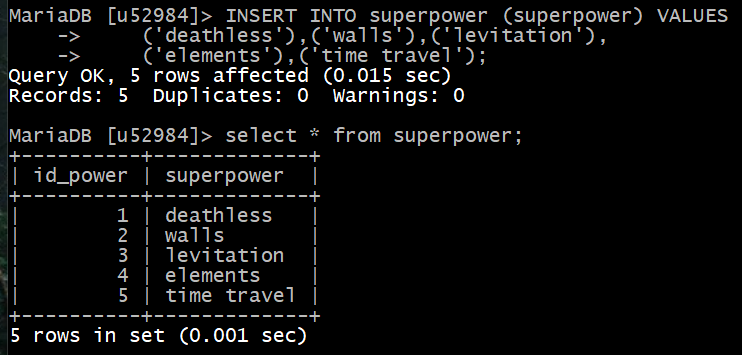 MariaDB [u52984]> INSERT INTO superpower (superpower) VALUES
    ->     ('deathless'),('walls'),('levitation'),
    ->     ('elements'),('time travel');
Query OK, 5 rows affected (0.015 sec)
Records: 5  Duplicates: 0  Warnings: 0

MariaDB [u52984]> select * from superpower;
+----------+-------------+
| id_power | superpower  |
+----------+-------------+
|        1 | deathless   |
|        2 | walls       |
|        3 | levitation  |
|        4 | elements    |
|        5 | time travel |
+----------+-------------+
5 rows in set (0.001 sec)